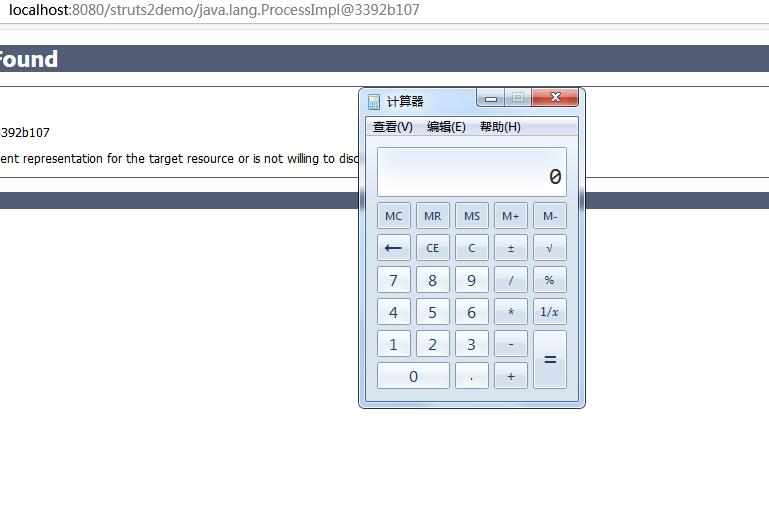 localhost:8080/struts2demo/java.lang.ProcessImpl@3392b107
Found
3392b107
ent representation for the target resource or is not willing to disc
计算器
查看(V) 编辑(E) 帮助(H)
0
MC MR MS M+ M-
← CE C ± √
7 8 9 / %
4 5 6 * 1/x
1 2 3 - =
0 . +